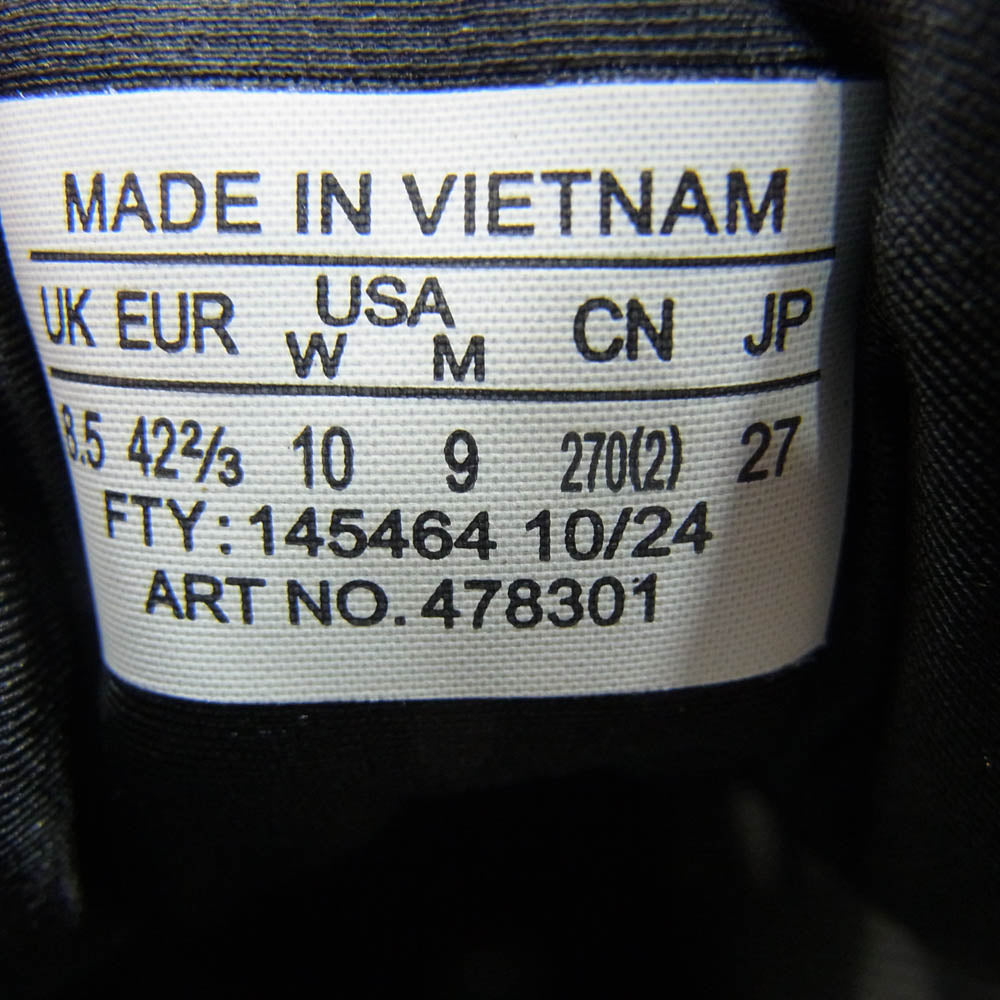 MADE IN VIETNAM
UK EUR USA CN JP
W M
8.5 42⅔ 10 9 270(2) 27
FTY: 145464 10/24
ART NO. 478301